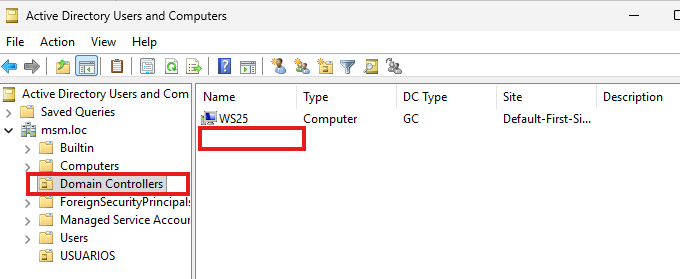 Active Directory Users and Computers
File Action View Help
Active Directory Users and Com
Name Type DC Type Site Description
Saved Queries
WS25 Computer GC Default-First-Si...
msm.loc
Builtin
Computers
Domain Controllers
ForeignSecurityPrincipals
Managed Service Accour
Users
USUARIOS